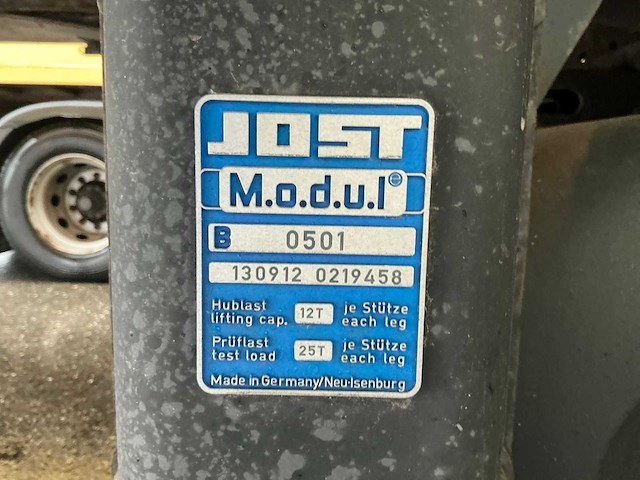 JOST
M.o.d.u.l e
B 0501
130912 0219458
Hublast 12T je Stütze
lifting cap. each leg
Prüflast 25T je Stütze
test load each leg
Made in Germany/Neu-Isenburg